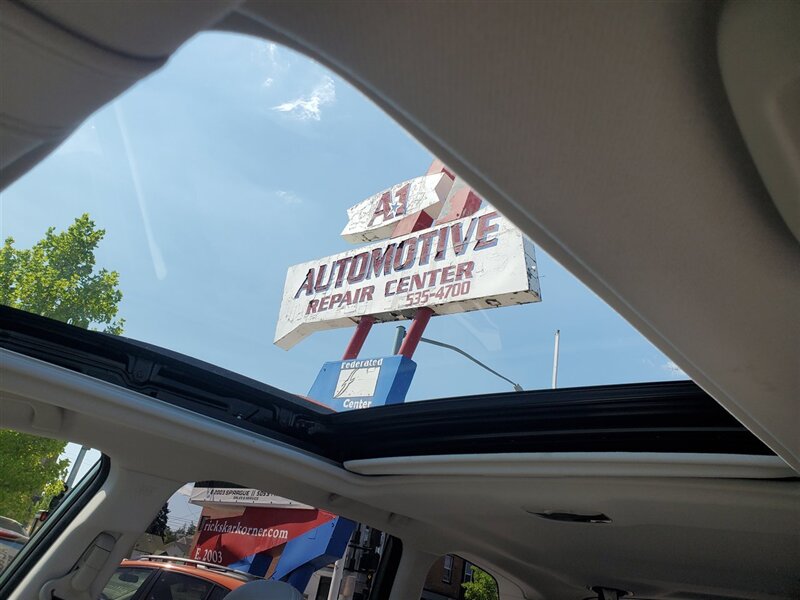 A1
AUTOMOTIVE
REPAIR CENTER
535-4700
Federated
Center
rickskarkorner.com
E. 2003